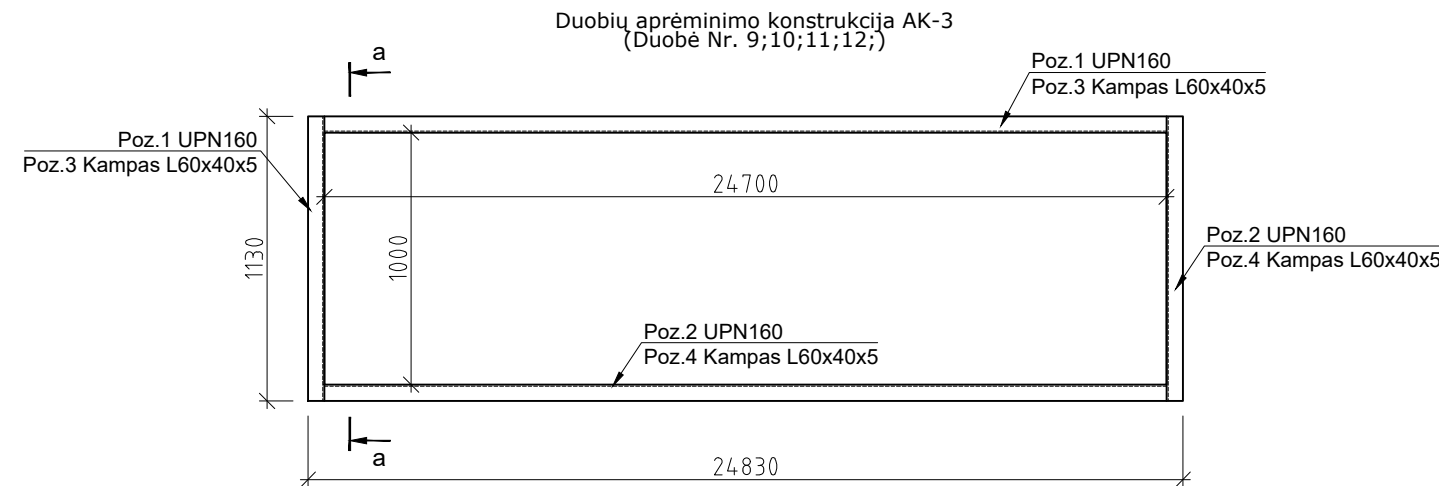 Duobių aprėminimo konstrukcija AK-3
(Duobė Nr. 9;10;11;12;)
a
Poz.1 UPN160
Poz.3 Kampas L60x40x5
Poz.1 UPN160
Poz.3 Kampas L60x40x5
24700
1130
1000
Poz.2 UPN160
Poz.4 Kampas L60x40x5
Poz.2 UPN160
Poz.4 Kampas L60x40x5
a
24830